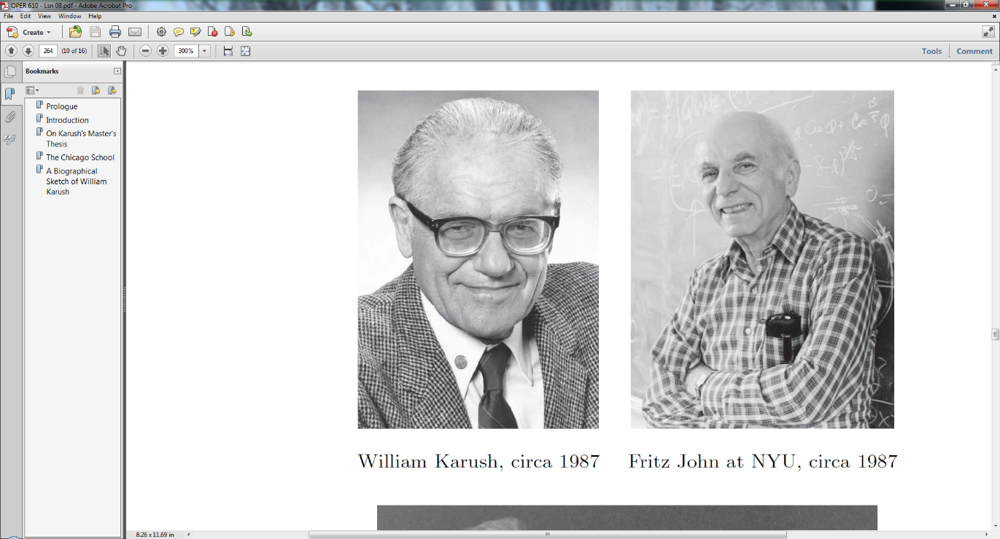 OPER 610 - Lsn 08.pdf - Adobe Acrobat Pro
File Edit View Window Help
Create
264 (10 of 16) 300% Tools Comment
Bookmarks
Prologue
Introduction
On Karush's Master's
Thesis
The Chicago School
A Biographical
Sketch of William
Karush
William Karush, circa 1987
Fritz John at NYU, circa 1987
8.26 x 11.69 in